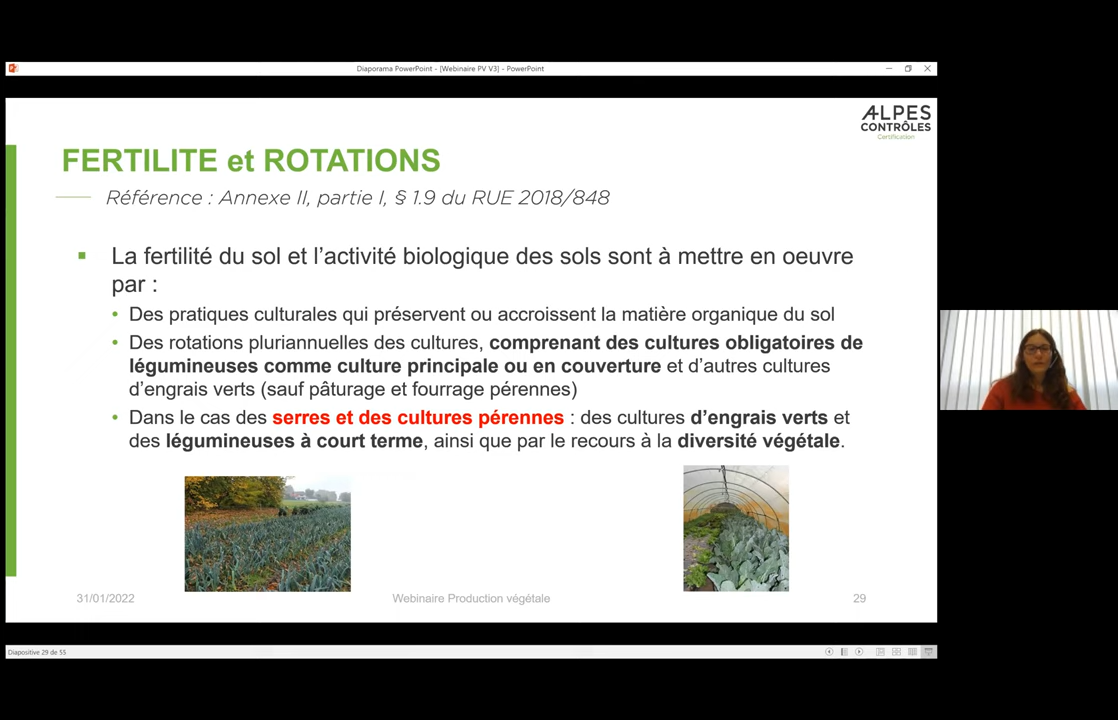 Diaporama PowerPoint - [Webinaire PV V3] - PowerPoint
ALPES
CONTRÔLES
Certification
FERTILITE et ROTATIONS
Référence : Annexe II, partie I, § 1.9 du RUE 2018/848
La fertilité du sol et l'activité biologique des sols sont à mettre en oeuvre
par :
• Des pratiques culturales qui préservent ou accroissent la matière organique du sol
• Des rotations pluriannuelles des cultures, comprenant des cultures obligatoires de
légumineuses comme culture principale ou en couverture et d'autres cultures
d'engrais verts (sauf pâturage et fourrage pérennes)
• Dans le cas des serres et des cultures pérennes : des cultures d'engrais verts et
des légumineuses à court terme, ainsi que par le recours à la diversité végétale.
31/01/2022
Webinaire Production végétale
29
Diapositive 29 de 55